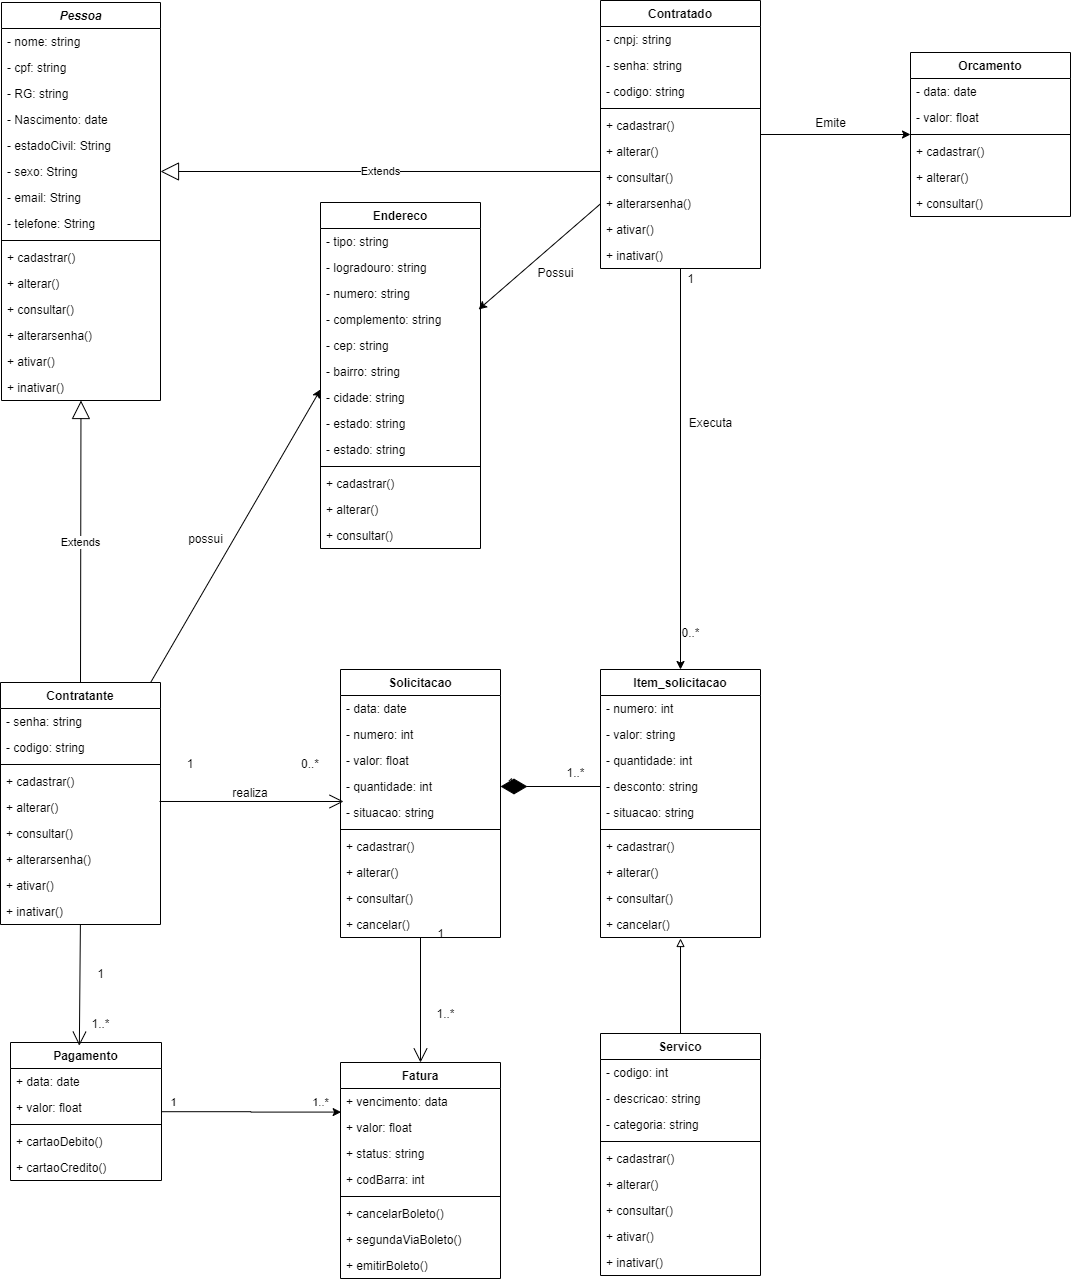 Pessoa
- nome: string
- cpf: string
- RG: string
- Nascimento: date
- estadoCivil: String
- sexo: String
- email: String
- telefone: String
+ cadastrar()
+ alterar()
+ consultar()
+ alterarsenha()
+ ativar()
+ inativar()
Contratado
- cnpj: string
- senha: string
- codigo: string
+ cadastrar()
+ alterar()
+ consultar()
+ alterarsenha()
+ ativar()
+ inativar()
Emite
Orcamento
- data: date
- valor: float
+ cadastrar()
+ alterar()
+ consultar()
Extends
Endereco
- tipo: string
- logradouro: string
- numero: string
- complemento: string
- cep: string
- bairro: string
- cidade: string
- estado: string
- estado: string
+ cadastrar()
+ alterar()
+ consultar()
Possui
1
Executa
0..*
Extends
possui
Contratante
- senha: string
- codigo: string
+ cadastrar()
+ alterar()
+ consultar()
+ alterarsenha()
+ ativar()
+ inativar()
1
0..*
realiza
Solicitacao
- data: date
- numero: int
- valor: float
- quantidade: int
- situacao: string
+ cadastrar()
+ alterar()
+ consultar()
+ cancelar()
1..*
Item_solicitacao
- numero: int
- valor: string
- quantidade: int
- desconto: string
- situacao: string
+ cadastrar()
+ alterar()
+ consultar()
+ cancelar()
1
1..*
1
1..*
Pagamento
+ data: date
+ valor: float
+ cartaoDebito()
+ cartaoCredito()
1
1..*
Fatura
+ vencimento: data
+ valor: float
+ status: string
+ codBarra: int
+ cancelarBoleto()
+ segundaViaBoleto()
+ emitirBoleto()
Servico
- codigo: int
- descricao: string
- categoria: string
+ cadastrar()
+ alterar()
+ consultar()
+ ativar()
+ inativar()